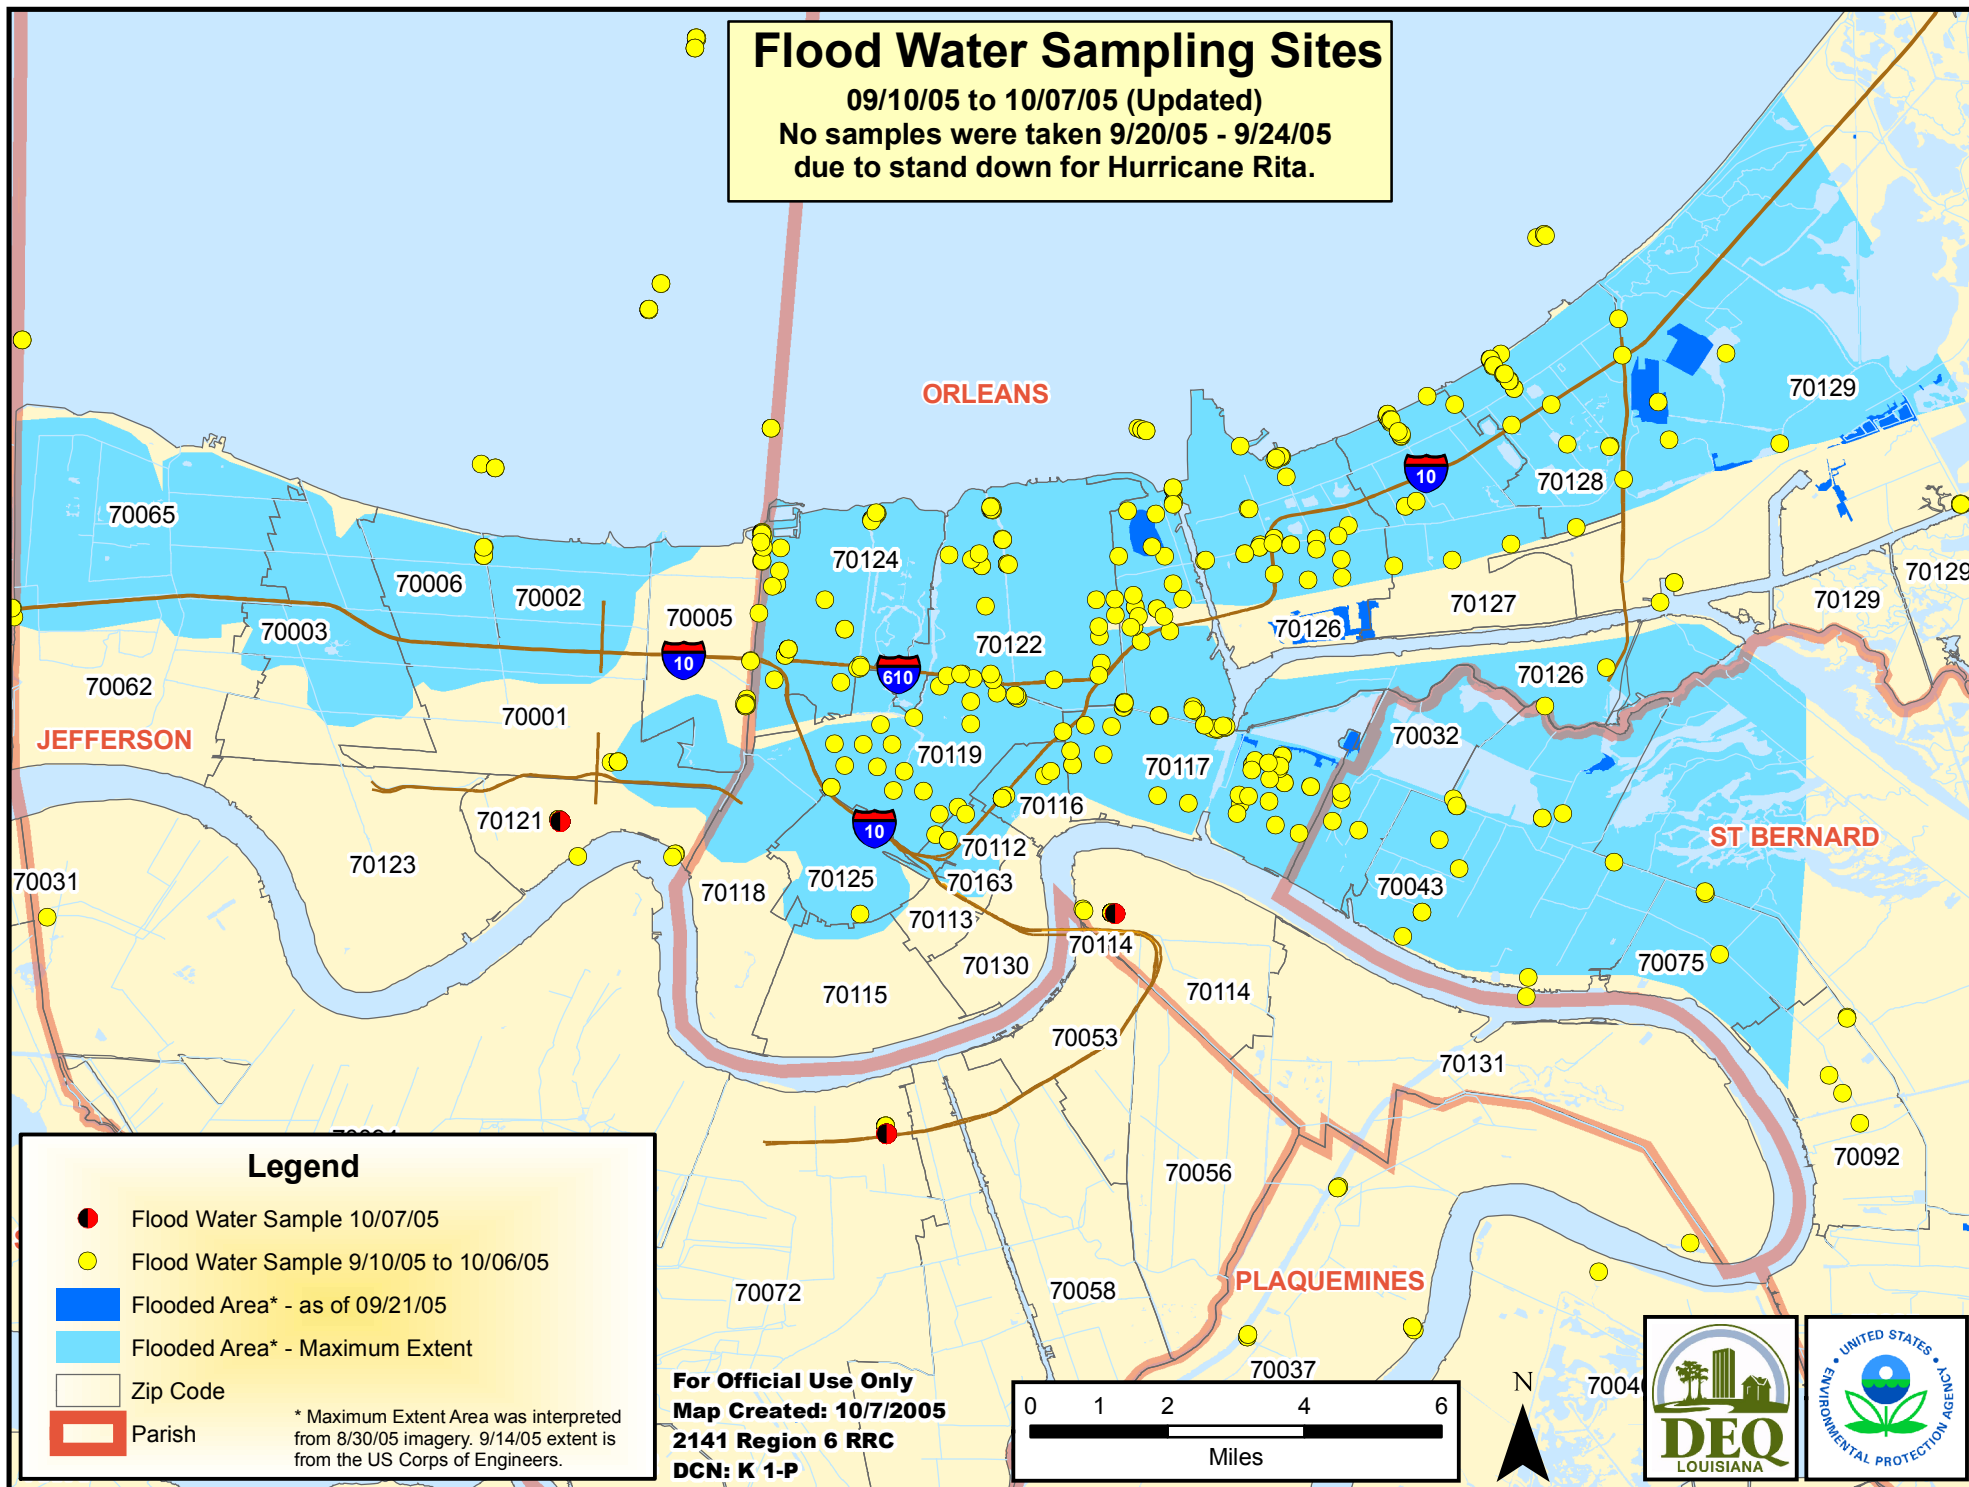 Flood Water Sampling Sites
09/10/05 to 10/07/05 (Updated)
No samples were taken 9/20/05 - 9/24/05
due to stand down for Hurricane Rita.
ORLEANS
70129
10
70128
70065
70124
70006
70002
70129
70129
70127
70005
70003
70126
70122
10
610
70126
70062
70001
JEFFERSON
70032
70119
70117
70116
70121
10
ST BERNARD
70112
70123
70125
70163
70031
70118
70043
70113
70114
70130
70075
70115
70114
70053
70131
70056
70092
PLAQUEMINES
70072
70058
70037
Legend
Flood Water Sample 10/07/05
Flood Water Sample 9/10/05 to 10/06/05
Flooded Area* - as of 09/21/05
Flooded Area* - Maximum Extent
Zip Code
Parish
* Maximum Extent Area was interpreted
from 8/30/05 imagery. 9/14/05 extent is
from the US Corps of Engineers.
For Official Use Only
Map Created: 10/7/2005
2141 Region 6 RRC
DCN: K 1-P
0 1 2 4 6
Miles
N
DEQ
LOUISIANA
UNITED STATES
ENVIRONMENTAL PROTECTION AGENCY